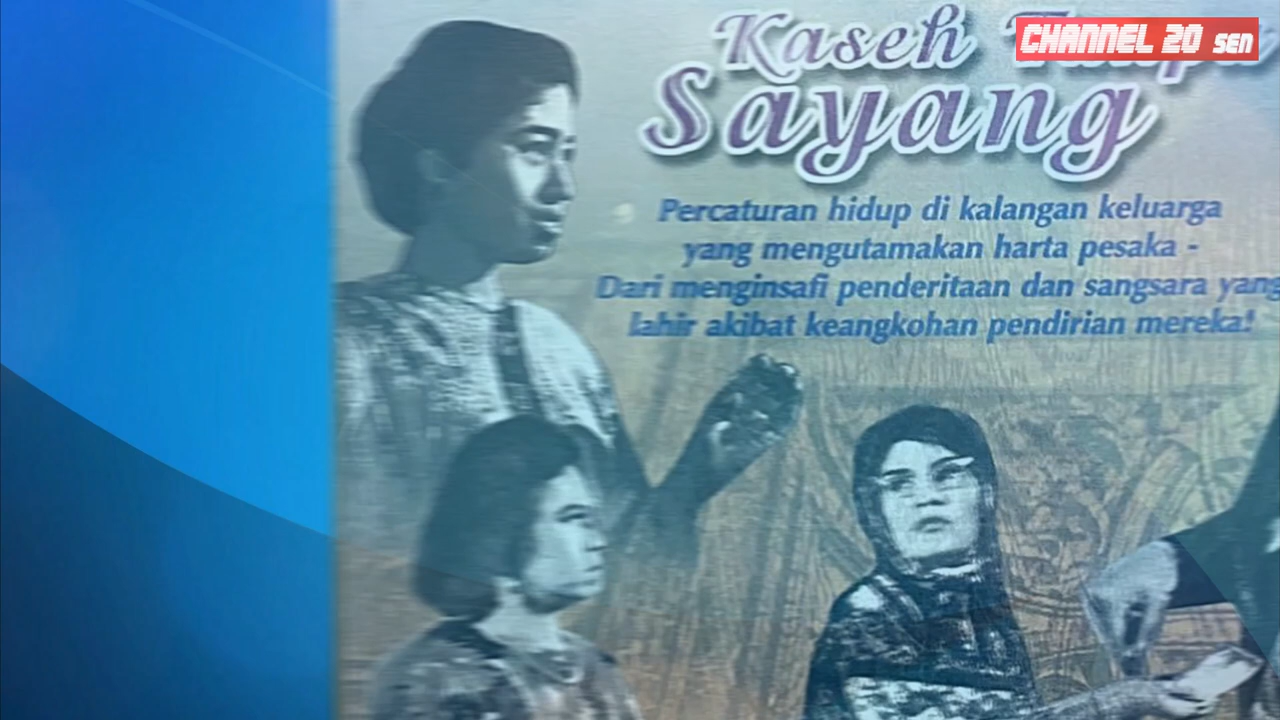 CHANNEL 20 SEN
Kaseh
Sayang
Percaturan hidup di kalangan keluarga
yang mengutamakan harta pesaka -
Dari menginsafi penderitaan dan sangsara yang
lahir akibat keangkohan pendirian mereka!